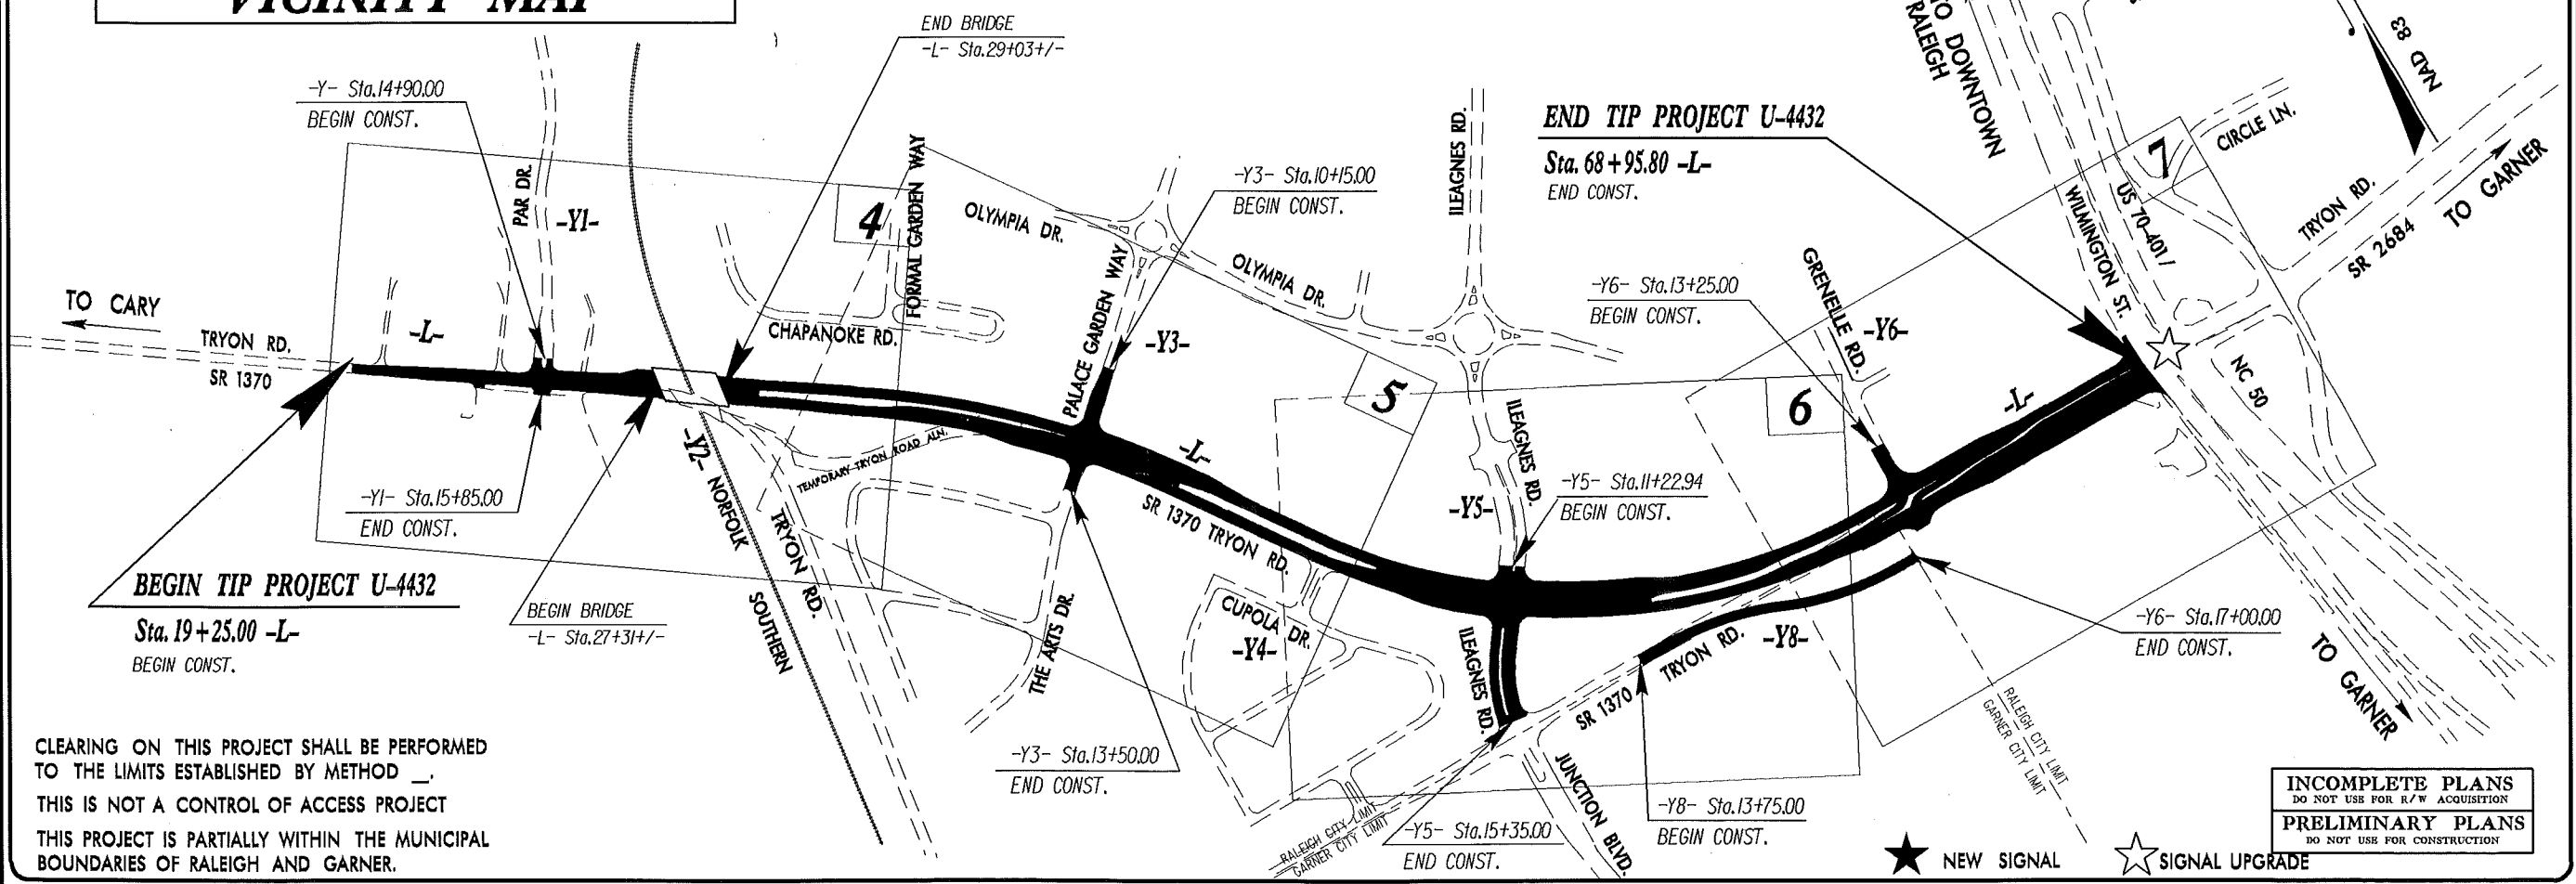 VICINITY MAP
END BRIDGE
-L- Sta.29+03+/-
-Y- Sta.14+90.00
BEGIN CONST.
PAR DR.
-Y1-
4
FORMAL GARDEN WAY
OLYMPIA DR.
-Y3- Sta.10+15.00
BEGIN CONST.
OLYMPIA DR.
ILEAGNES RD.
END TIP PROJECT U-4432
Sta. 68+95.80 -L-
END CONST.
TO DOWNTOWN
RALEIGH
NAD 83
7
CIRCLE LN.
TRYON RD.
SR 2684
TO GARNER
WILMINGTON ST.
US 70-401/
NC 50
TO CARY
TRYON RD.
SR 1370
-L-
CHAPANOKE RD.
PALACE GARDEN WAY
-Y3-
-Y6- Sta.13+25.00
BEGIN CONST.
GRENELLE RD.
-Y6-
5
6
-L-
-Y2- NORFOLK
SOUTHERN
TEMPORARY TRYON ROAD ALN.
TRYON RD.
-L-
SR 1370 TRYON RD.
-Y5-
ILEAGNES RD.
-Y5- Sta.11+22.94
BEGIN CONST.
-Y1- Sta.15+85.00
END CONST.
BEGIN TIP PROJECT U-4432
Sta. 19+25.00 -L-
BEGIN CONST.
BEGIN BRIDGE
-L- Sta.27+31+/-
THE ARTS DR.
CUPOLA DR.
-Y4-
ILEAGNES RD.
SR 1370
TRYON RD.
-Y8-
-Y6- Sta.17+00.00
END CONST.
TO GARNER
RALEIGH CITY LIMIT
GARNER CITY LIMIT
-Y3- Sta.13+50.00
END CONST.
RALEIGH CITY LIMIT
GARNER CITY LIMIT
-Y5- Sta.15+35.00
END CONST.
JUNCTION BLVD.
-Y8- Sta.13+75.00
BEGIN CONST.
CLEARING ON THIS PROJECT SHALL BE PERFORMED
TO THE LIMITS ESTABLISHED BY METHOD __.
THIS IS NOT A CONTROL OF ACCESS PROJECT
THIS PROJECT IS PARTIALLY WITHIN THE MUNICIPAL
BOUNDARIES OF RALEIGH AND GARNER.
NEW SIGNAL
SIGNAL UPGRADE
INCOMPLETE PLANS
DO NOT USE FOR R/W ACQUISITION
PRELIMINARY PLANS
DO NOT USE FOR CONSTRUCTION